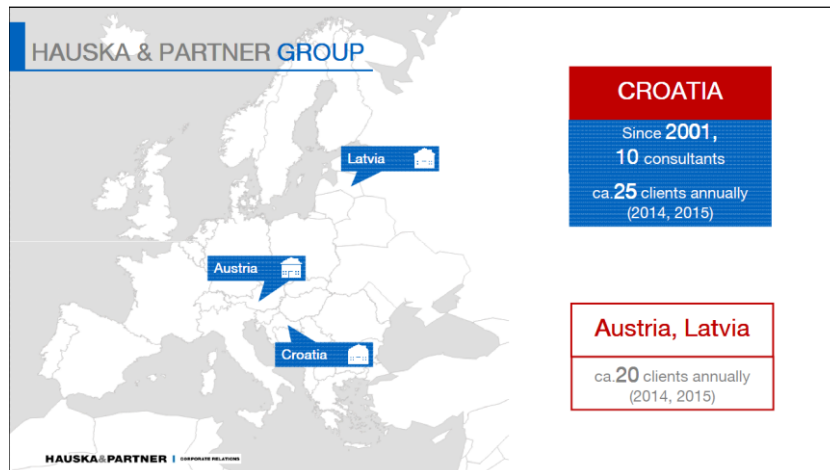 HAUSKA & PARTNER GROUP
Latvia
Austria
Croatia
HAUSKA&PARTNER | CORPORATE RELATIONS
CROATIA
Since 2001,
10 consultants
ca.25 clients annually
(2014, 2015)
Austria, Latvia
ca.20 clients annually
(2014, 2015)